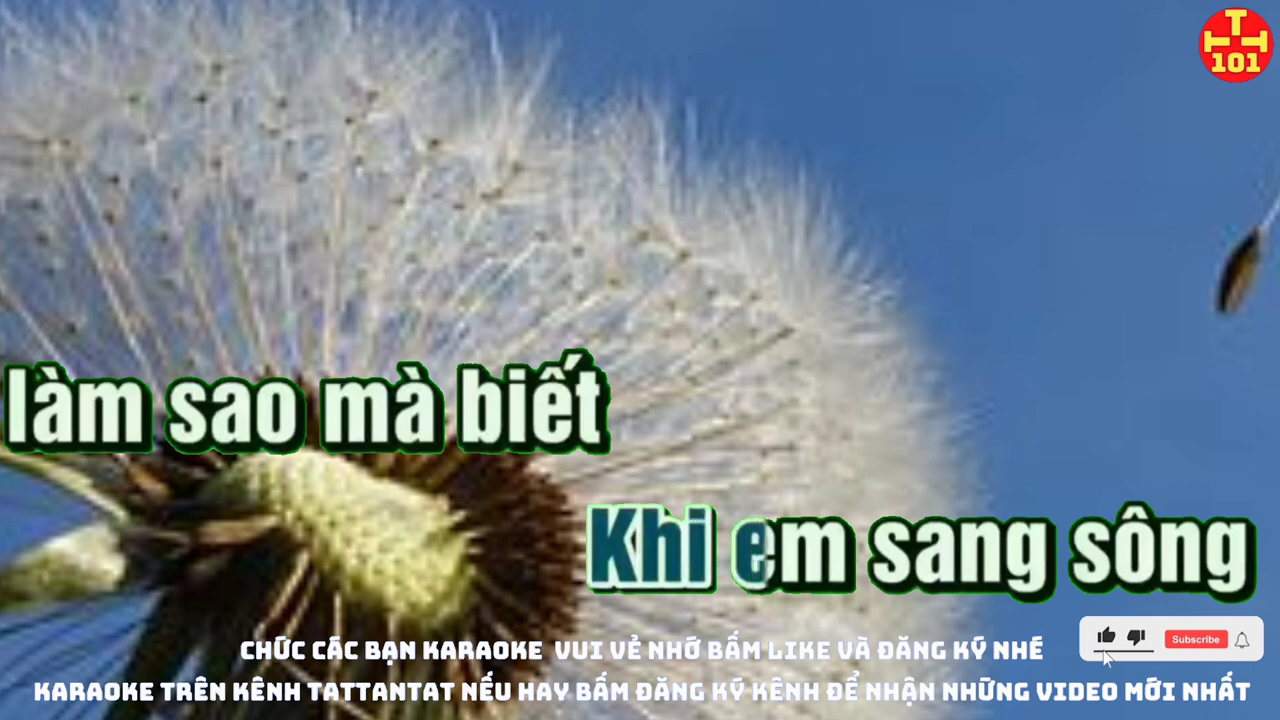 T
TT
101
làm sao mà biết
Khi em sang sông
Subscribe
CHỨC CÁC BẠN KARAOKE VUI VẺ NHỚ BẤM LIKE VÀ ĐĂNG KÝ NHÉ
KARAOKE TRÊN KÊNH TATTANTAT NẾU HAY BẤM ĐĂNG KÝ KÊNH ĐỂ NHẬN NHỮNG VIDEO MỚI NHẤT